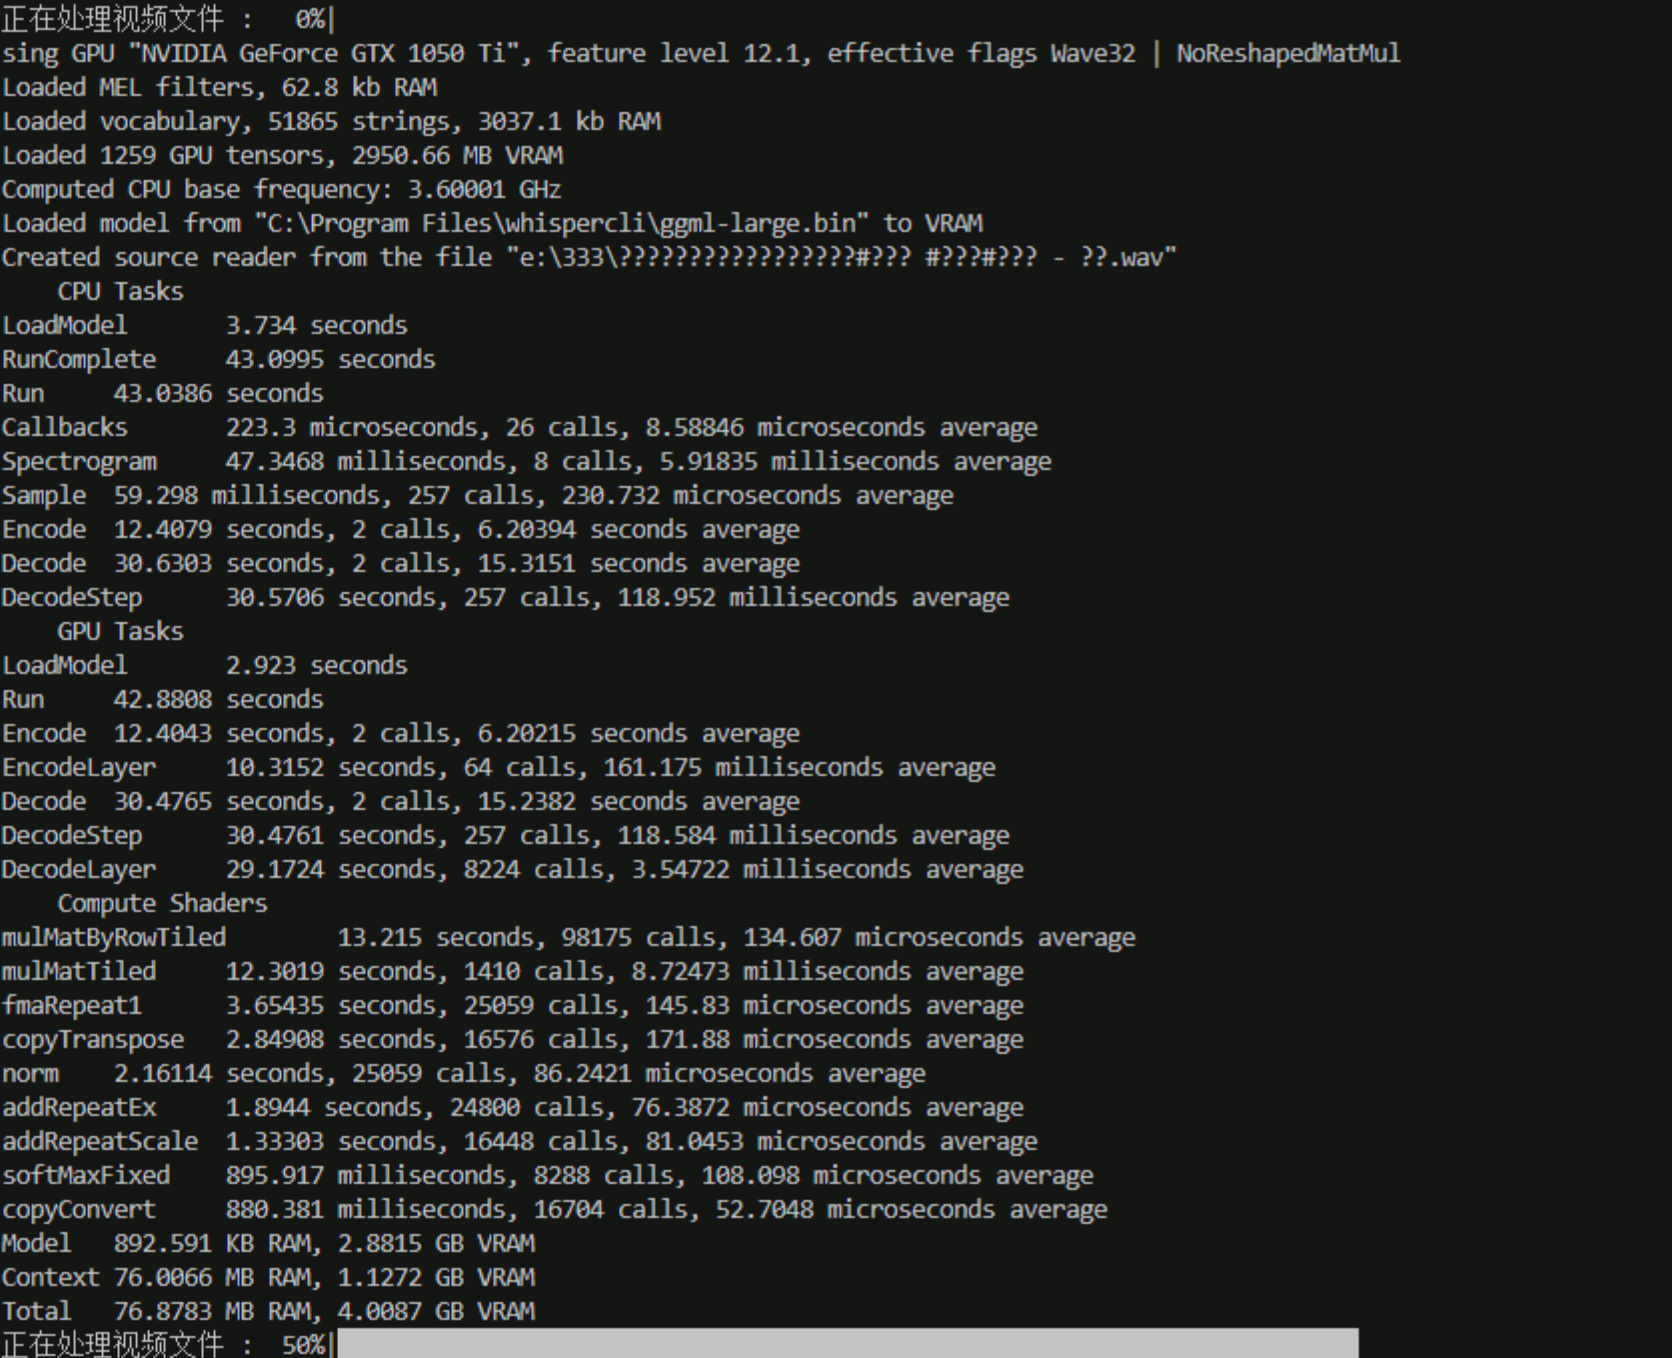 正在处理视频文件 :   0%|
sing GPU "NVIDIA GeForce GTX 1050 Ti", feature level 12.1, effective flags Wave32 | NoReshapedMatMul
Loaded MEL filters, 62.8 kb RAM
Loaded vocabulary, 51865 strings, 3037.1 kb RAM
Loaded 1259 GPU tensors, 2950.66 MB VRAM
Computed CPU base frequency: 3.60001 GHz
Loaded model from "C:\Program Files\whispercli\ggml-large.bin" to VRAM
Created source reader from the file "e:\333\?????????????????#??? #???#??? - ??.wav"
    CPU Tasks
LoadModel       3.734 seconds
RunComplete     43.0995 seconds
Run     43.0386 seconds
Callbacks       223.3 microseconds, 26 calls, 8.58846 microseconds average
Spectrogram     47.3468 milliseconds, 8 calls, 5.91835 milliseconds average
Sample  59.298 milliseconds, 257 calls, 230.732 microseconds average
Encode  12.4079 seconds, 2 calls, 6.20394 seconds average
Decode  30.6303 seconds, 2 calls, 15.3151 seconds average
DecodeStep      30.5706 seconds, 257 calls, 118.952 milliseconds average
    GPU Tasks
LoadModel       2.923 seconds
Run     42.8808 seconds
Encode  12.4043 seconds, 2 calls, 6.20215 seconds average
EncodeLayer     10.3152 seconds, 64 calls, 161.175 milliseconds average
Decode  30.4765 seconds, 2 calls, 15.2382 seconds average
DecodeStep      30.4761 seconds, 257 calls, 118.584 milliseconds average
DecodeLayer     29.1724 seconds, 8224 calls, 3.54722 milliseconds average
    Compute Shaders
mulMatByRowTiled        13.215 seconds, 98175 calls, 134.607 microseconds average
mulMatTiled     12.3019 seconds, 1410 calls, 8.72473 milliseconds average
fmaRepeat1      3.65435 seconds, 25059 calls, 145.83 microseconds average
copyTranspose   2.84908 seconds, 16576 calls, 171.88 microseconds average
norm    2.16114 seconds, 25059 calls, 86.2421 microseconds average
addRepeatEx     1.8944 seconds, 24800 calls, 76.3872 microseconds average
addRepeatScale  1.33303 seconds, 16448 calls, 81.0453 microseconds average
softMaxFixed    895.917 milliseconds, 8288 calls, 108.098 microseconds average
copyConvert     880.381 milliseconds, 16704 calls, 52.7048 microseconds average
Model   892.591 KB RAM, 2.8815 GB VRAM
Context 76.0066 MB RAM, 1.1272 GB VRAM
Total   76.8783 MB RAM, 4.0087 GB VRAM
正在处理视频文件 :  50%|